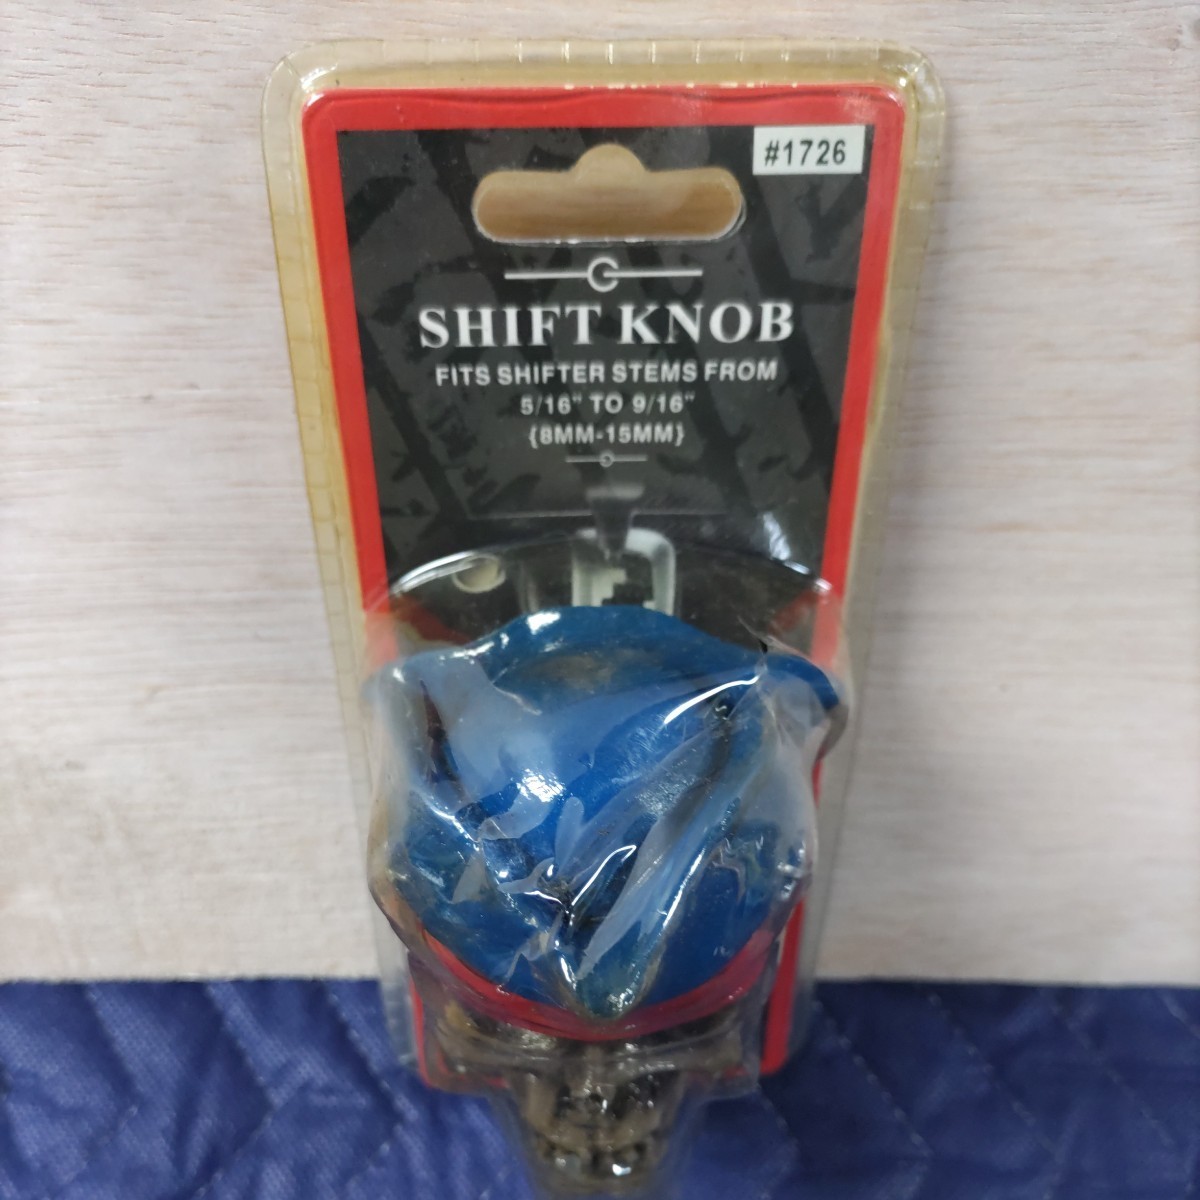 #1726
SHIFT KNOB
FITS SHIFTER STEMS FROM
5/16" TO 9/16"
{8MM-15MM}